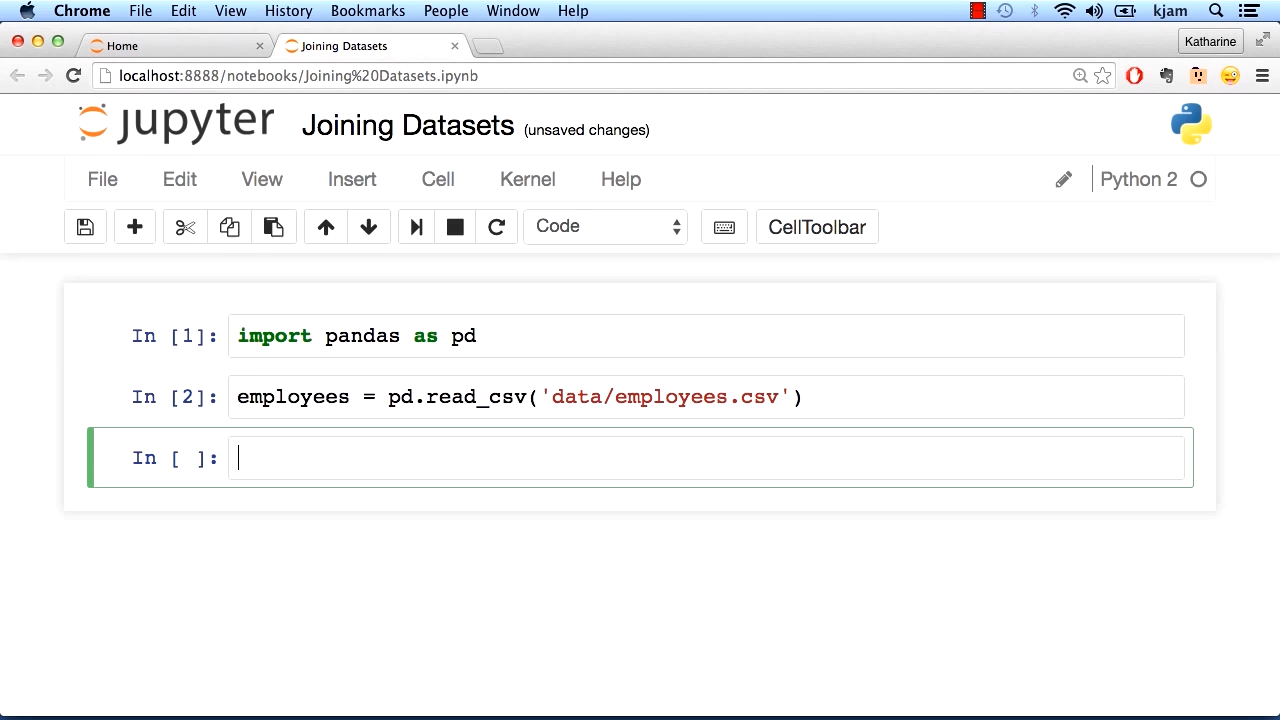 Chrome File Edit View History Bookmarks People Window Help kjam
Home Joining Datasets Katharine
localhost:8888/notebooks/Joining%20Datasets.ipynb
jupyter Joining Datasets (unsaved changes)
File Edit View Insert Cell Kernel Help Python 2
Code CellToolbar
In [1]: import pandas as pd
In [2]: employees = pd.read_csv('data/employees.csv')
In [ ]: